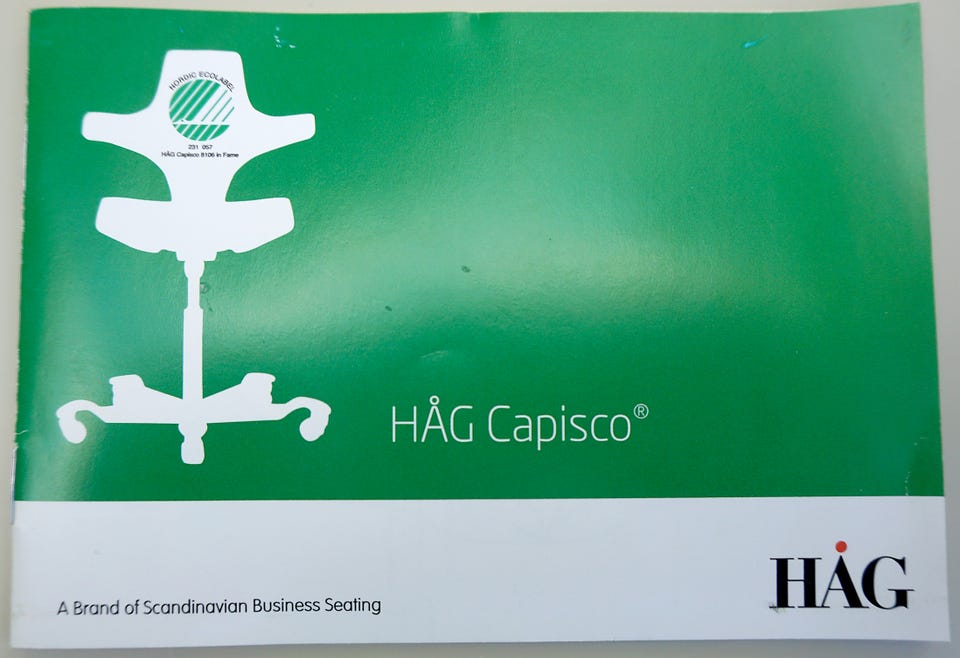 NORDIC ECOLABEL
231 057
HÅG Capisco 8106 in Fame
HÅG Capisco®
A Brand of Scandinavian Business Seating
HÅG